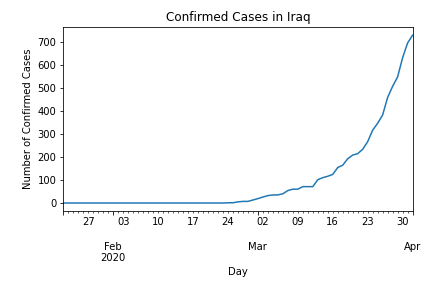 Confirmed Cases in Iraq
Number of Confirmed Cases
700
600
500
400
300
200
100
0
27 03 10 17 24 02 09 16 23 30
Feb Mar Apr
2020
Day